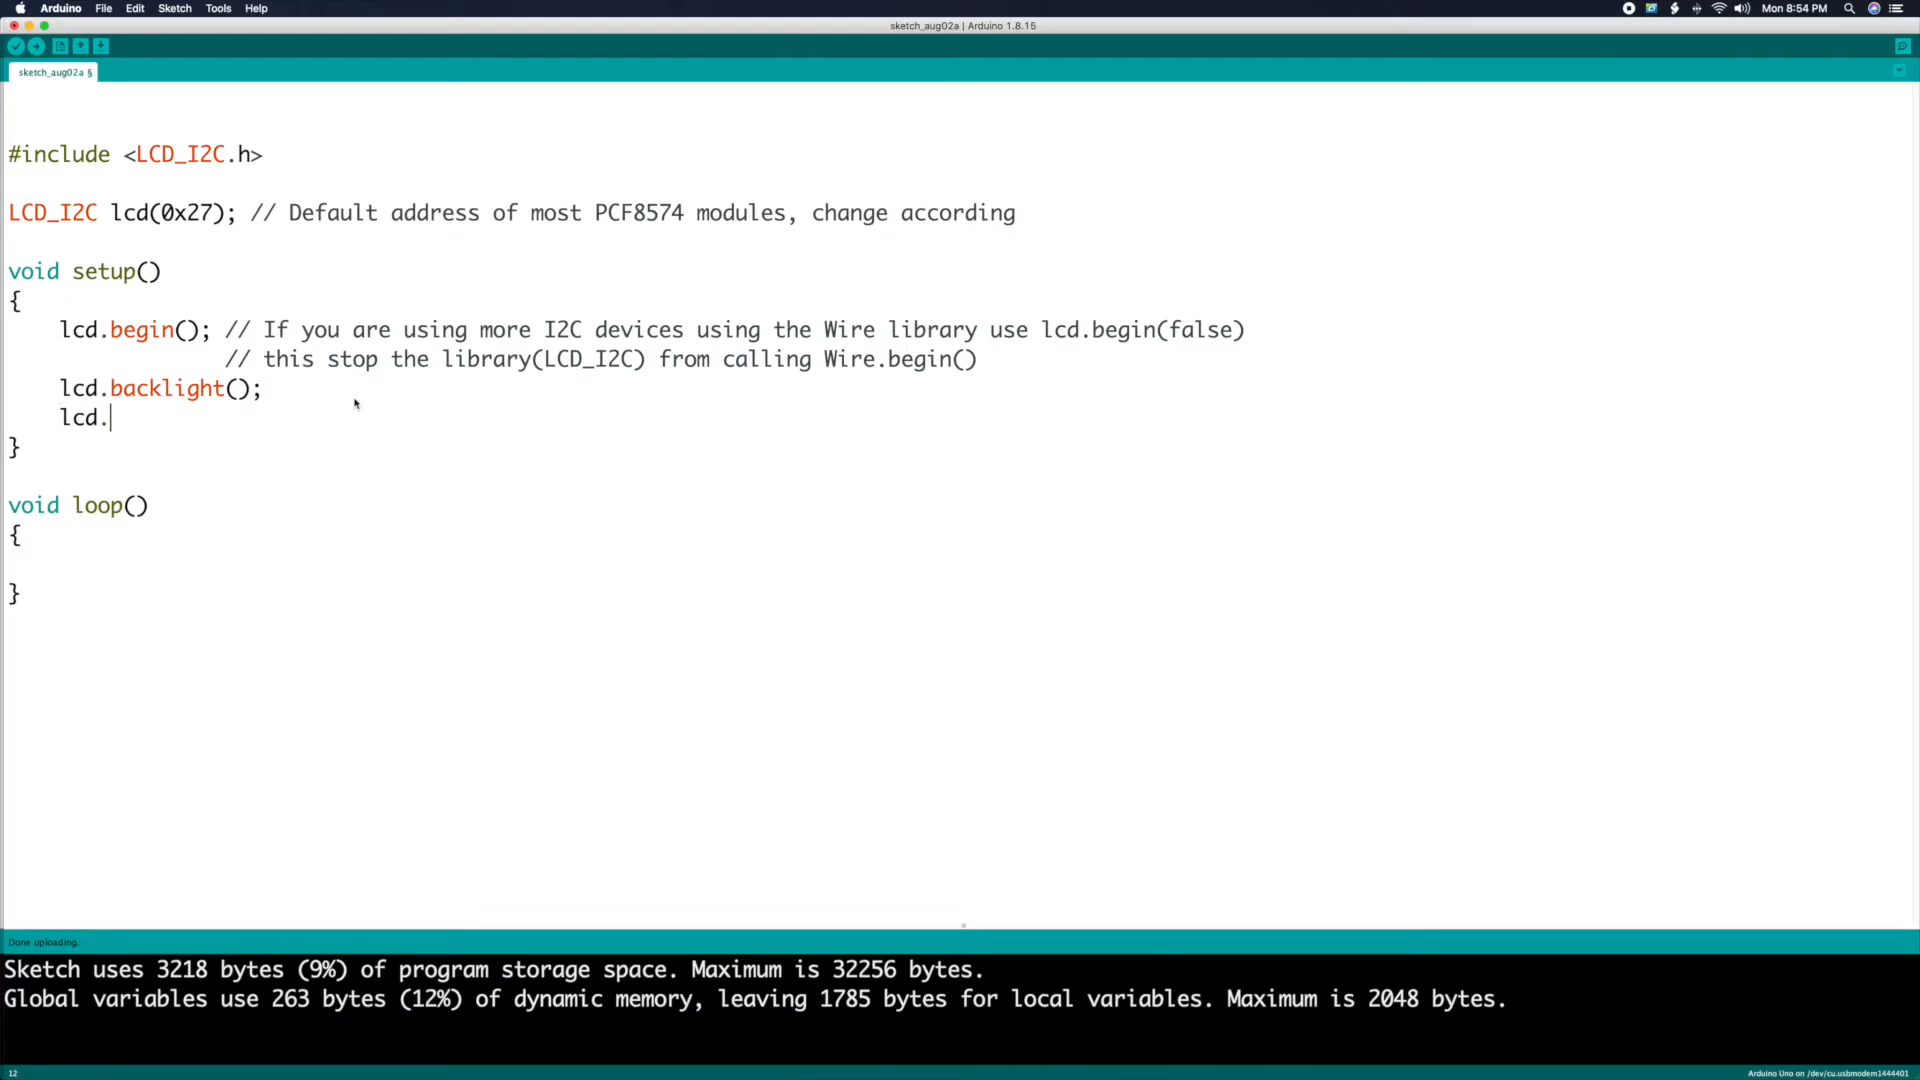 Arduino File Edit Sketch Tools Help Mon 8:54 PM
sketch_aug02a | Arduino 1.8.15
sketch_aug02a §
#include <LCD_I2C.h>
LCD_I2C lcd(0x27); // Default address of most PCF8574 modules, change according
void setup()
{
lcd.begin(); // If you are using more I2C devices using the Wire library use lcd.begin(false)
// this stop the library(LCD_I2C) from calling Wire.begin()
lcd.backlight();
lcd.
}
void loop()
{
}
Done uploading.
Sketch uses 3218 bytes (9%) of program storage space. Maximum is 32256 bytes.
Global variables use 263 bytes (12%) of dynamic memory, leaving 1785 bytes for local variables. Maximum is 2048 bytes.
12 Arduino Uno on /dev/cu.usbmodem1444401